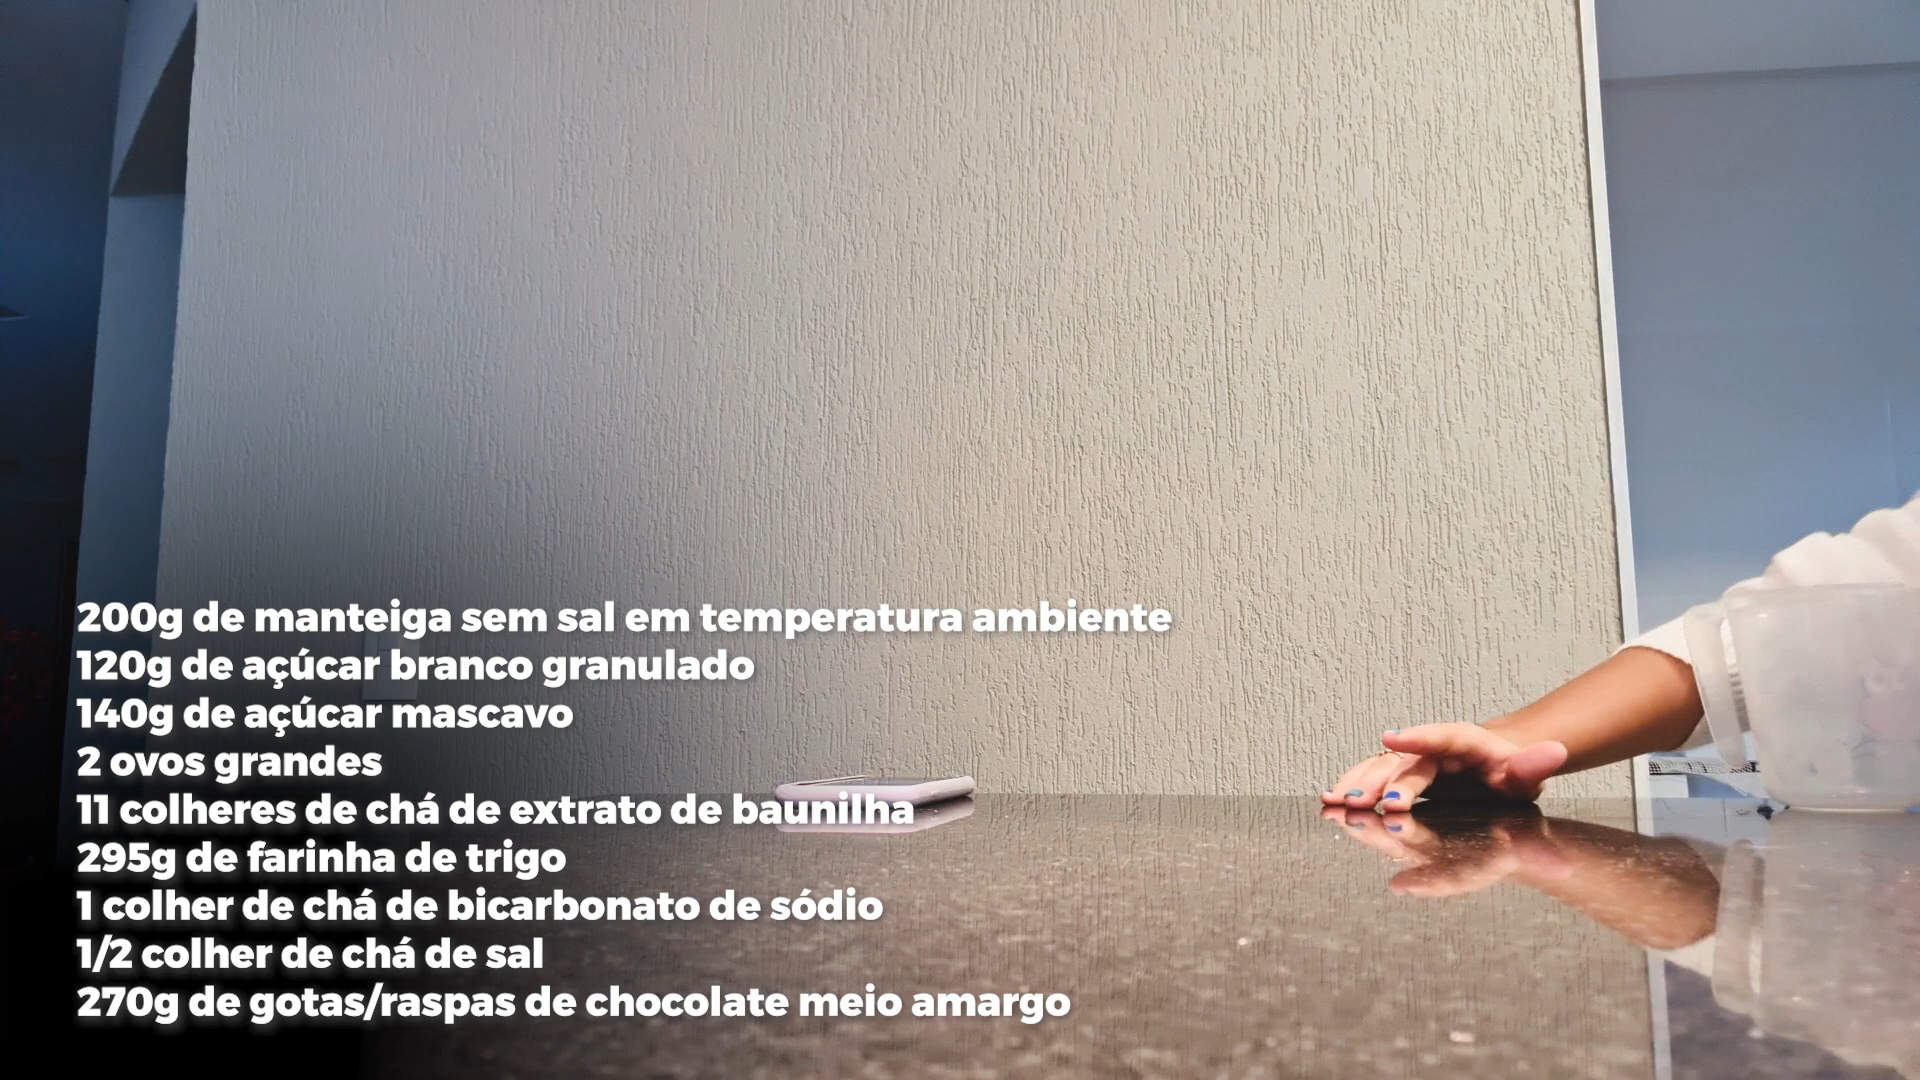 200g de manteiga sem sal em temperatura ambiente
120g de açúcar branco granulado
140g de açúcar mascavo
2 ovos grandes
11 colheres de chá de extrato de baunilha
295g de farinha de trigo
1 colher de chá de bicarbonato de sódio
1/2 colher de chá de sal
270g de gotas/raspas de chocolate meio amargo